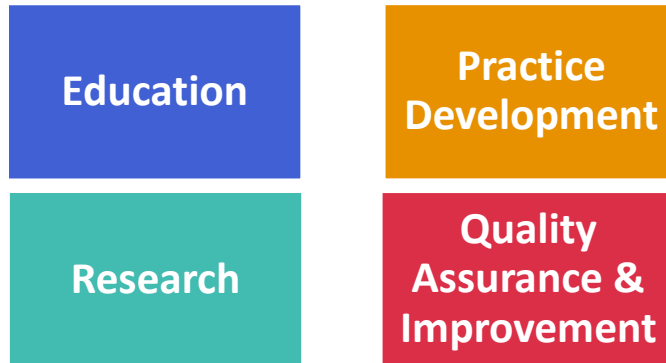 Education
Practice
Development
Research
Quality
Assurance &
Improvement